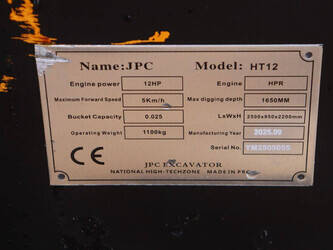 Name:JPC Model: HT12
Engine power 12HP Engine HPR
Maximum Forward Speed 5Km/h Max digging depth 1650MM
Bucket Capacity 0.025 LxWxH 2500x950x2200mm
Operating Weight 1100kg Manufacturing Year 2025.09
Serial No.
CE
JPC EXCAVATOR
NATIONAL HIGH-TECHZONE MADE IN PRC